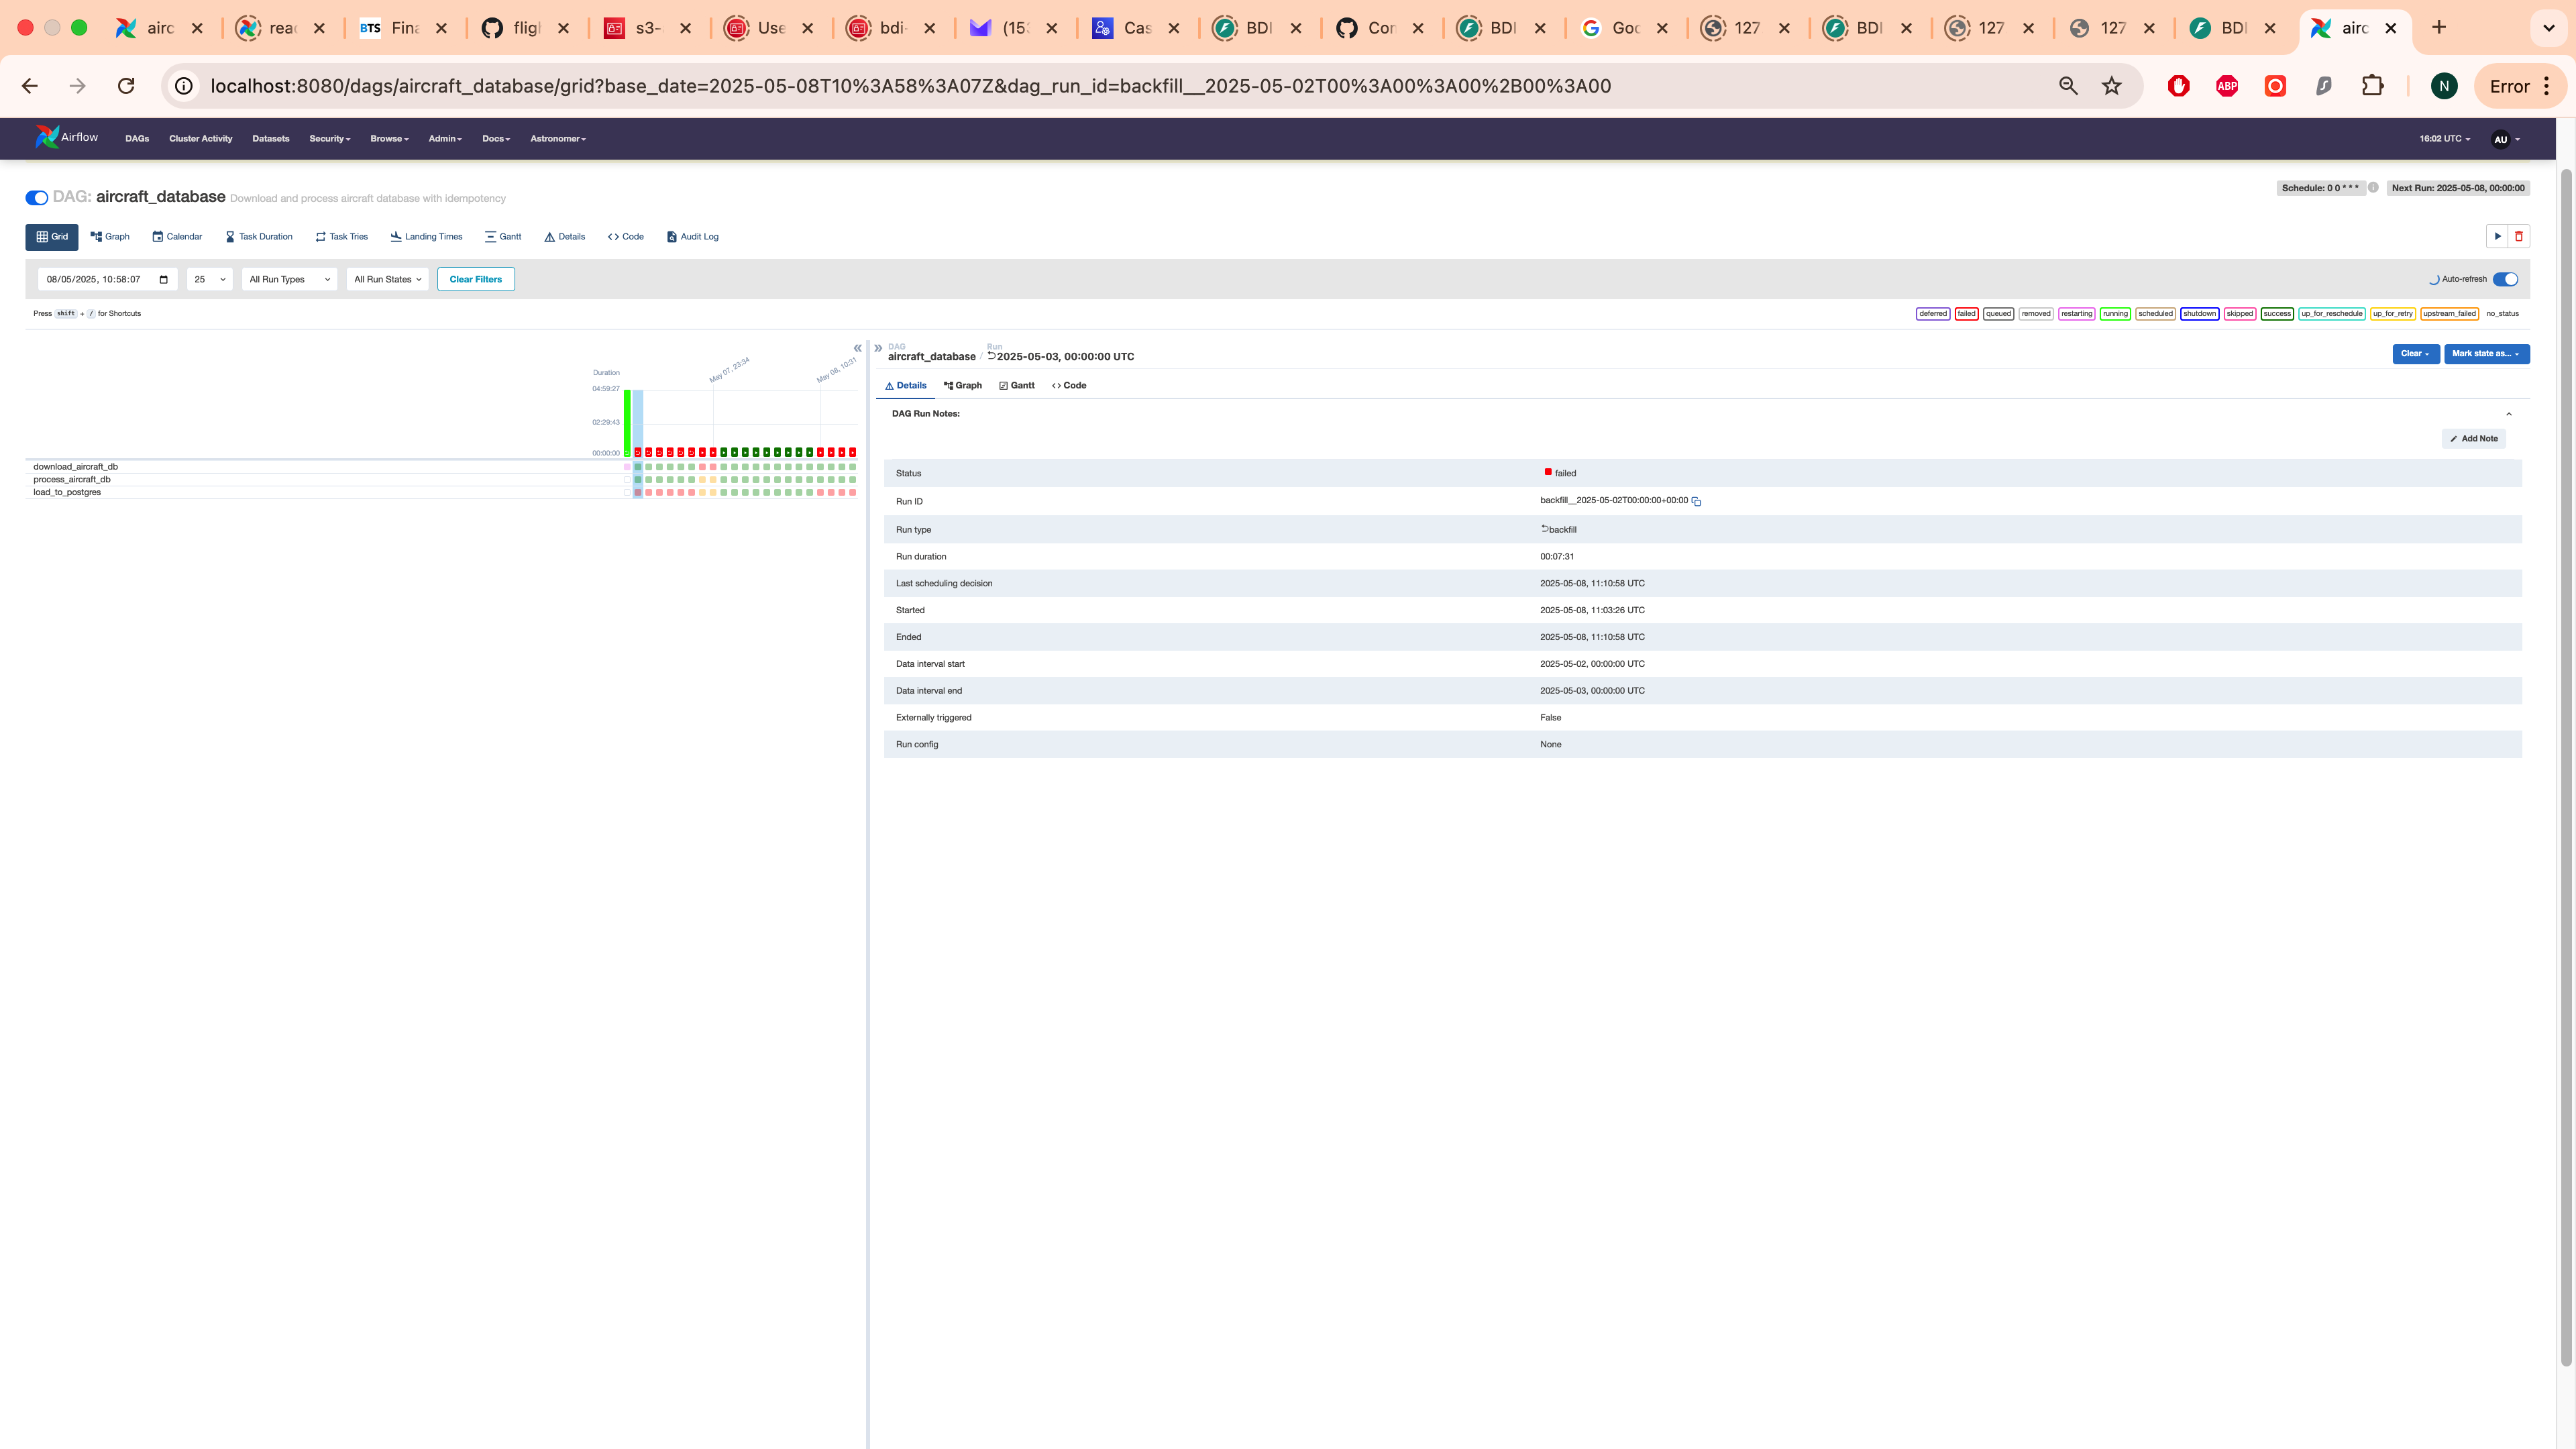 airc
reac
BTS Fina
fligh
s3-
Use
bdi-
(153
Cas
BDI
Con
BDI
Goo
127
BDI
127
127
BDI
airc
localhost:8080/dags/aircraft_database/grid?base_date=2025-05-08T10%3A58%3A07Z&dag_run_id=backfill__2025-05-02T00%3A00%3A00%2B00%3A00
ABP
N
Error
Airflow DAGs Cluster Activity Datasets Security Browse Admin Docs Astronomer 16:02 UTC AU
DAG: aircraft_database Download and process aircraft database with idempotency
Schedule: 0 0 * * * Next Run: 2025-05-08, 00:00:00
Grid Graph Calendar Task Duration Task Tries Landing Times Gantt Details <> Code Audit Log
08/05/2025, 10:58:07 25 All Run Types All Run States Clear Filters Auto-refresh
Press shift + / for Shortcuts
deferred failed queued removed restarting running scheduled shutdown skipped success up_for_reschedule up_for_retry upstream_failed no_status
Duration
May 07, 23:34
May 08, 10:31
04:59:27
02:29:43
00:00:00
download_aircraft_db
process_aircraft_db
load_to_postgres
DAG Run
aircraft_database / 2025-05-03, 00:00:00 UTC
Clear Mark state as...
Details Graph Gantt <> Code
DAG Run Notes:
Add Note
Status failed
Run ID backfill__2025-05-02T00:00:00+00:00
Run type backfill
Run duration 00:07:31
Last scheduling decision 2025-05-08, 11:10:58 UTC
Started 2025-05-08, 11:03:26 UTC
Ended 2025-05-08, 11:10:58 UTC
Data interval start 2025-05-02, 00:00:00 UTC
Data interval end 2025-05-03, 00:00:00 UTC
Externally triggered False
Run config None